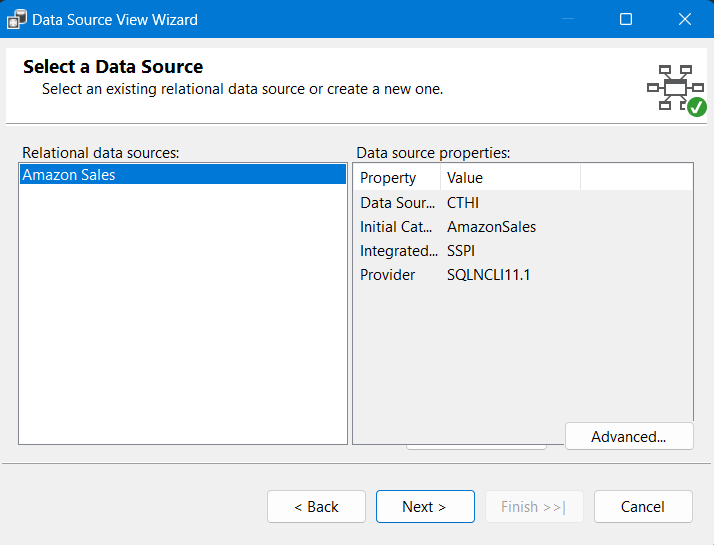 Data Source View Wizard
Select a Data Source
Select an existing relational data source or create a new one.
Relational data sources:
Amazon Sales
Data source properties:
Property Value
Data Sour... CTHI
Initial Cat... AmazonSales
Integrated... SSPI
Provider SQLNCLI11.1
Advanced...
< Back Next > Finish >>| Cancel